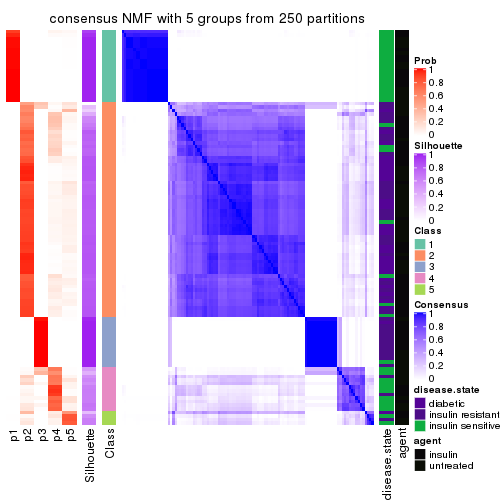 consensus NMF with 5 groups from 250 partitions
p1
p2
p3
p4
p5
Silhouette
Class
disease.state
agent
Prob
1
0.8
0.6
0.4
0.2
0
Silhouette
1
0.8
0.6
0.4
0.2
0
Class
1
2
3
4
5
Consensus
1
0.8
0.6
0.4
0.2
0
disease.state
diabetic
insulin resistant
insulin sensitive
agent
insulin
untreated